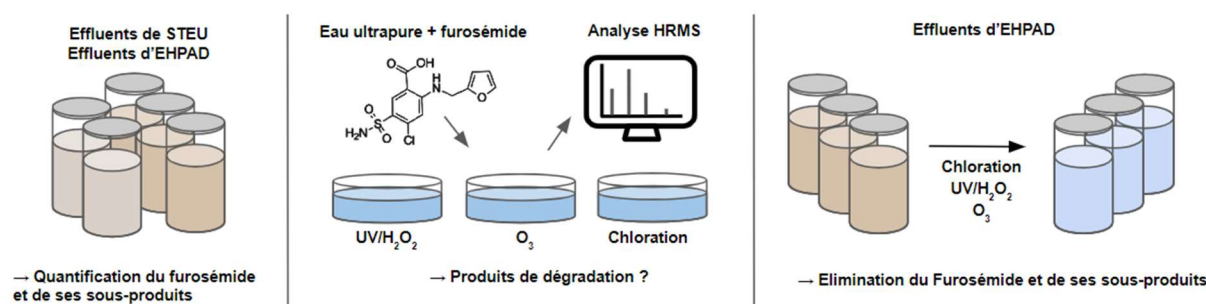 Effluents de STEU
Effluents d'EHPAD
→ Quantification du furosémide
et de ses sous-produits
Eau ultrapure + furosémide
Analyse HRMS
OH
O
H
N
O
O
S
H₂N
O
Cl
UV/H₂O₂
O₃
Chloration
→ Produits de dégradation ?
Effluents d'EHPAD
Chloration
UV/H₂O₂
O₃
→ Elimination du Furosémide et de ses sous-produits